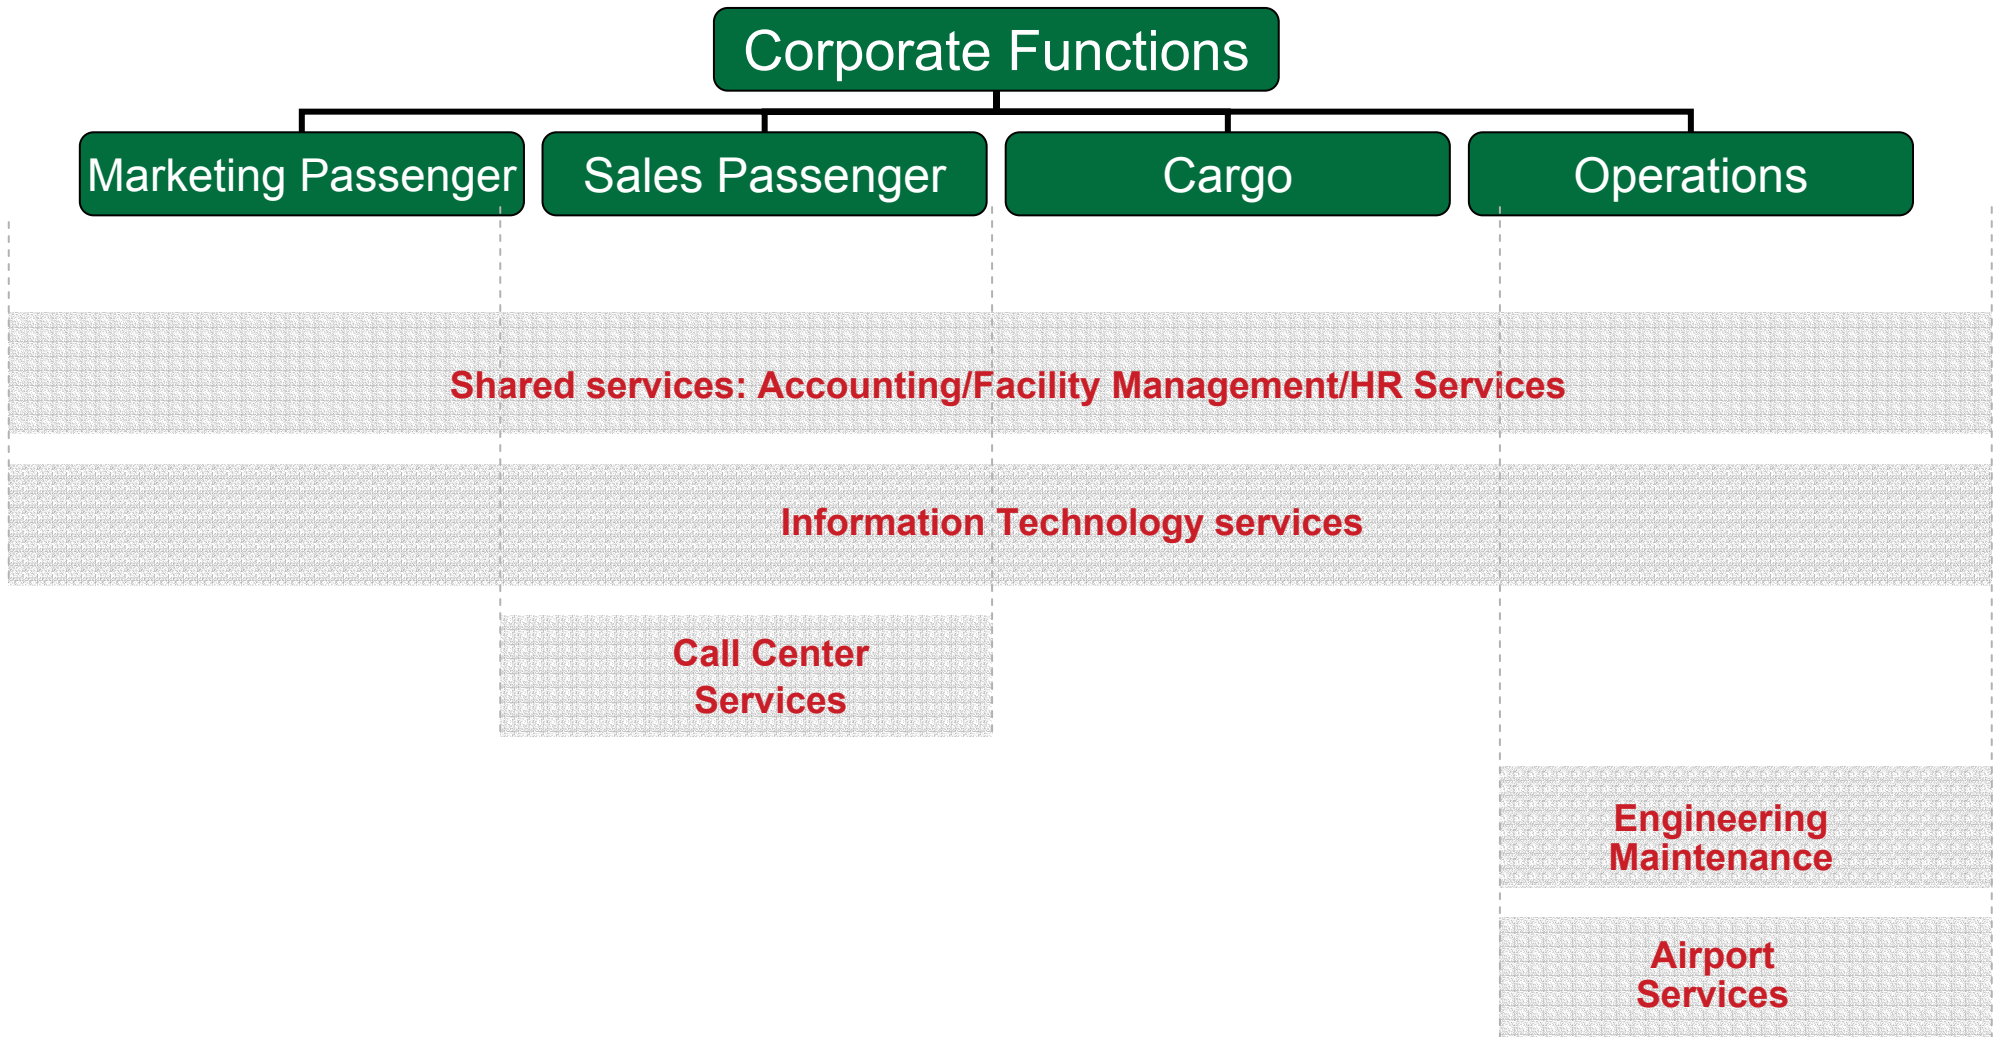 Corporate Functions
Marketing Passenger
Sales Passenger
Cargo
Operations
Shared services: Accounting/Facility Management/HR Services
Information Technology services
Call Center
Services
Engineering
Maintenance
Airport
Services